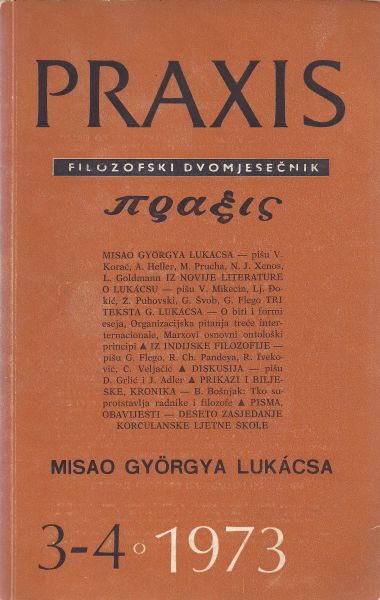 PRAXIS
FILOZOFSKI DVOMJESEČNIK
πραξις
MISAO GYÖRGYA LUKÁCSA — pišu V.
Korać, A. Heller, M. Prucha, N. J. Xenos,
L. Goldmann IZ NOVIJE LITERATURE
O LUKÁCSU — pišu V. Mikecin, Lj. Đo-
kić, Z. Puhovski, G. Švob, G. Flego TRI
TEKSTA G. LUKÁCSA — O biti i formi
eseja, Organizacijska pitanja treće inter-
internacionale, Marxovi osnovni ontološki
principi ▲ IZ INDIJSKE FILOZOFIJE —
pišu G. Flego, R. Ch. Pandeya, R. Iveko-
vić, Č. Veljačić ▲ DISKUSIJA — pišu
D. Grlić i J. Adler ▲ PRIKAZI I BILJE-
ŠKE, KRONIKA — B. Bošnjak: Tko su-
protstavlja radnike i filozofe ▲ PISMA,
OBAVIJESTI — DESETO ZASJEDANJE
KORČULANSKE LJETNE ŠKOLE
MISAO GYÖRGYA LUKÁCSA
3-4 ○ 1973